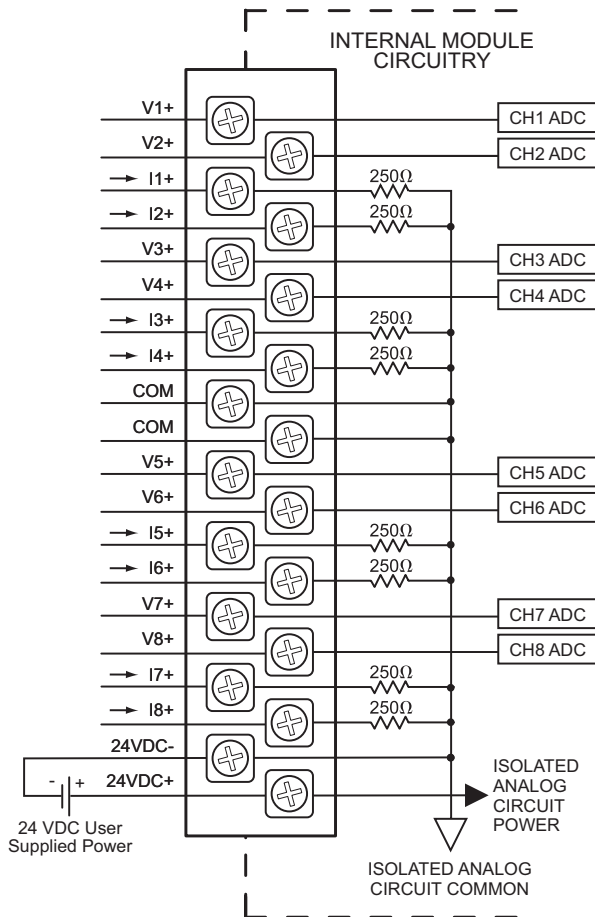 INTERNAL MODULE
CIRCUITRY
V1+
CH1 ADC
V2+
CH2 ADC
→ I1+
250Ω
→ I2+
250Ω
V3+
CH3 ADC
V4+
CH4 ADC
→ I3+
250Ω
→ I4+
250Ω
COM
COM
V5+
CH5 ADC
V6+
CH6 ADC
→ I5+
250Ω
→ I6+
250Ω
V7+
CH7 ADC
V8+
CH8 ADC
→ I7+
250Ω
→ I8+
250Ω
24VDC-
- +
24VDC+
24 VDC User
Supplied Power
ISOLATED
ANALOG
CIRCUIT
POWER
ISOLATED ANALOG
CIRCUIT COMMON